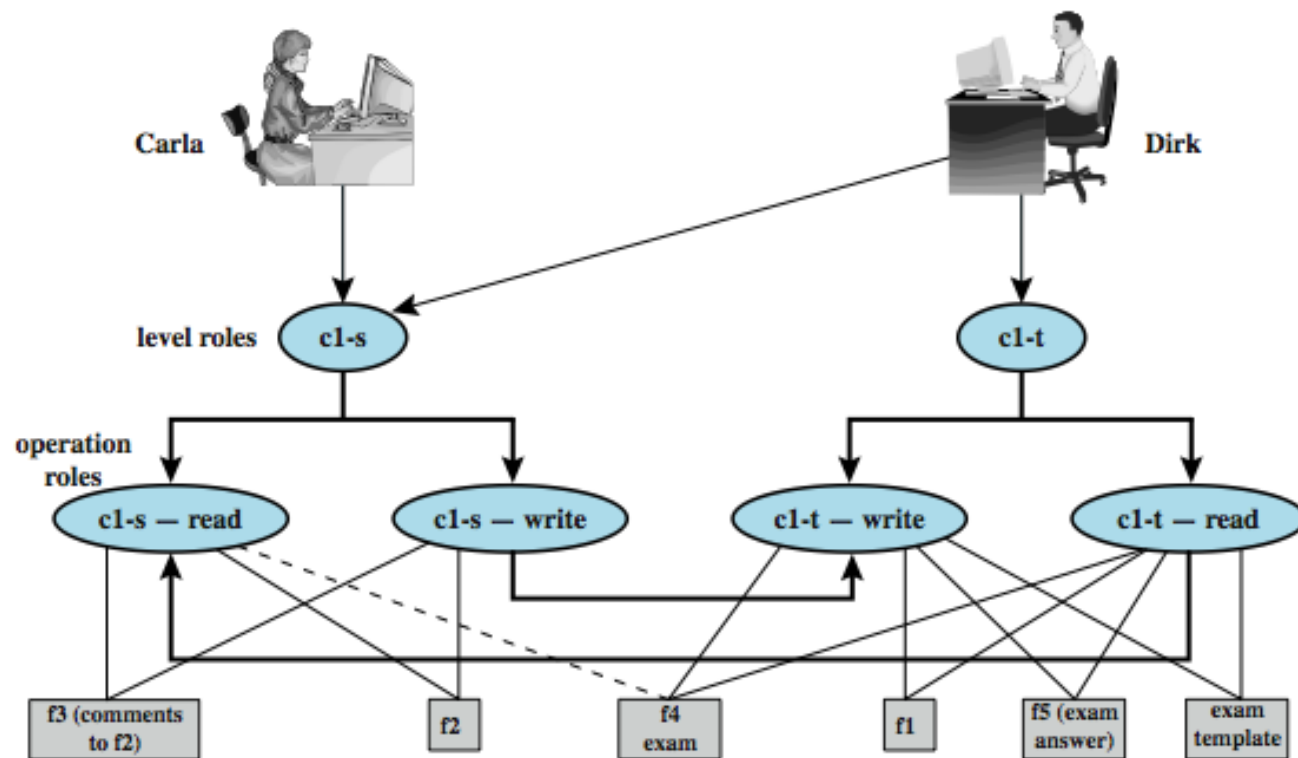 Carla
Dirk
level roles
c1-s
c1-t
operation
roles
c1-s — read
c1-s — write
c1-t — write
c1-t — read
f3 (comments
to f2)
f2
f4
exam
f1
f5 (exam
answer)
exam
template